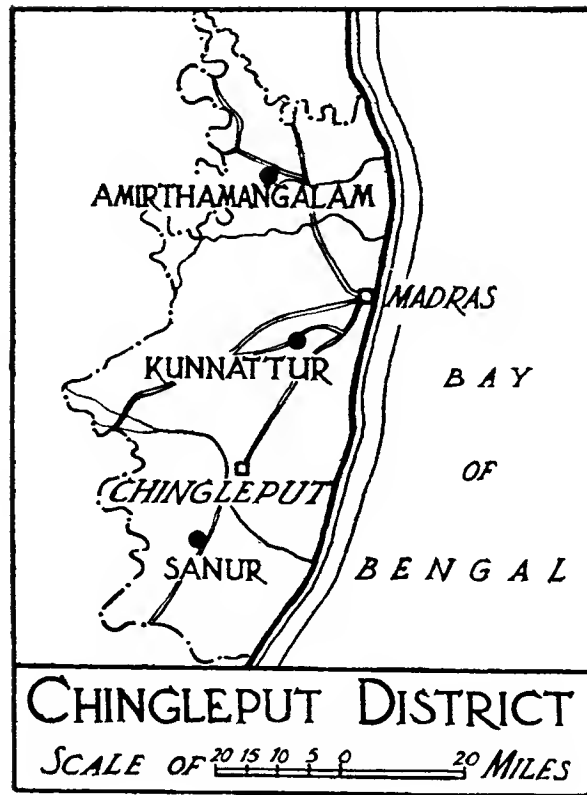 AMIRTHAMANGALAM
MADRAS
KUNNATTUR
BAY
OF
BENGAL
CHINGLEPUT
SANUR
CHINGLEPUT DISTRICT
SCALE OF 20 15 10 5 0 20 MILES